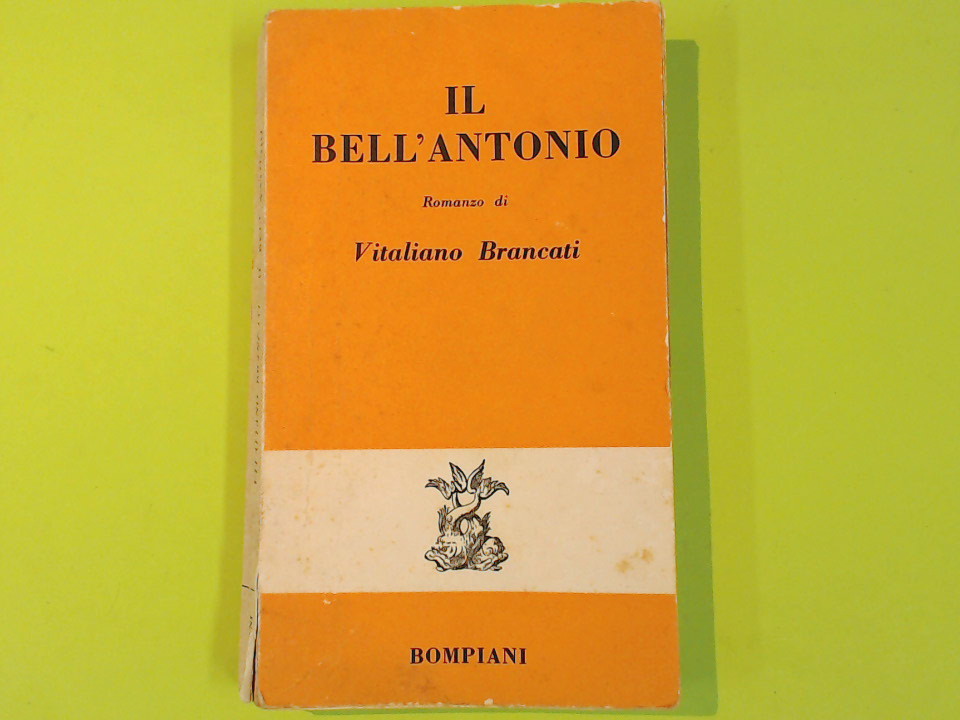 IL
BELL'ANTONIO
Romanzo di
Vitaliano Brancati
BOMPIANI